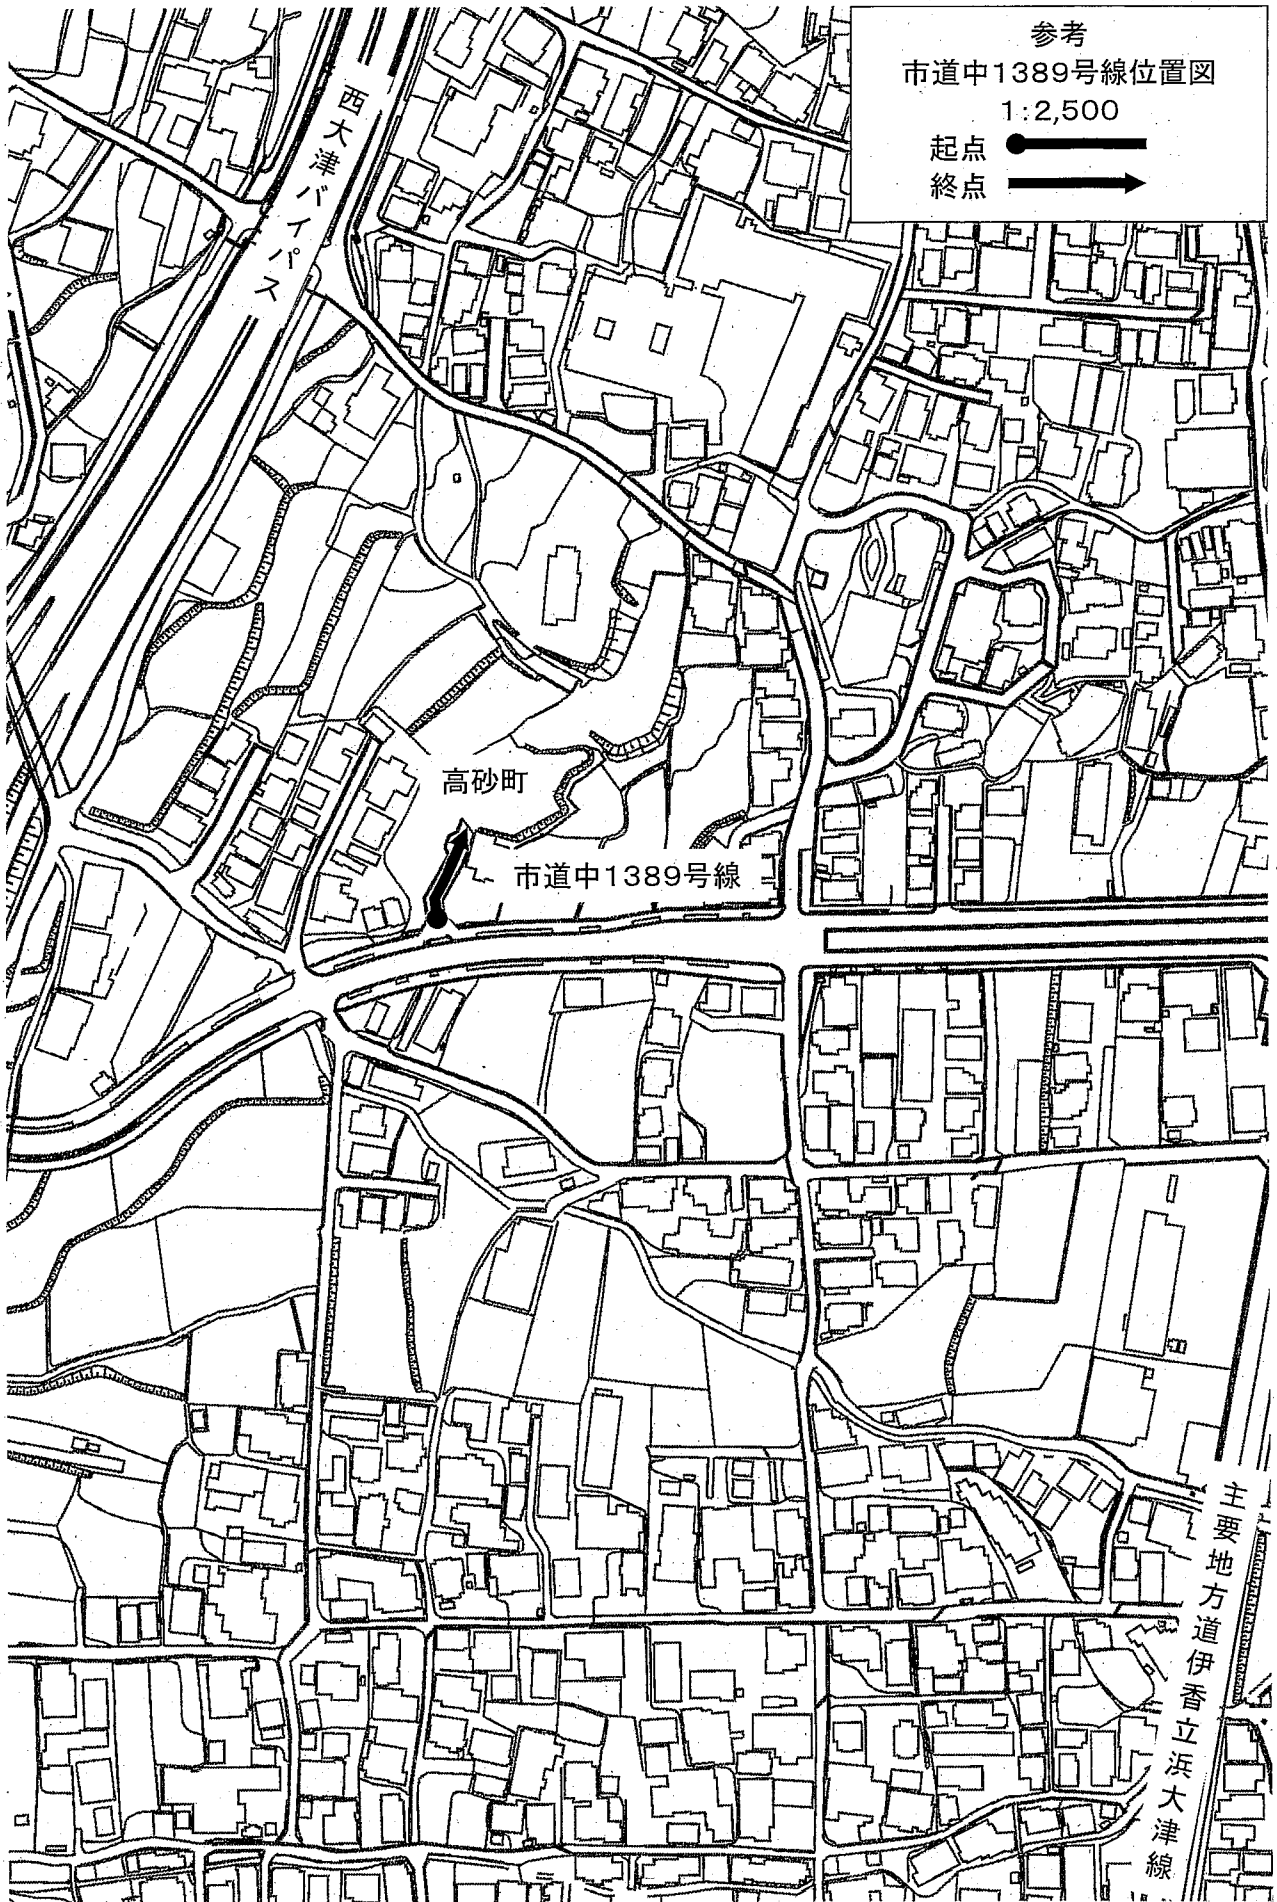 参考
市道中1389号線位置図
1:2,500
起点
終点
西大津バイパス
高砂町
市道中1389号線
主要地方道伊香立浜大津線